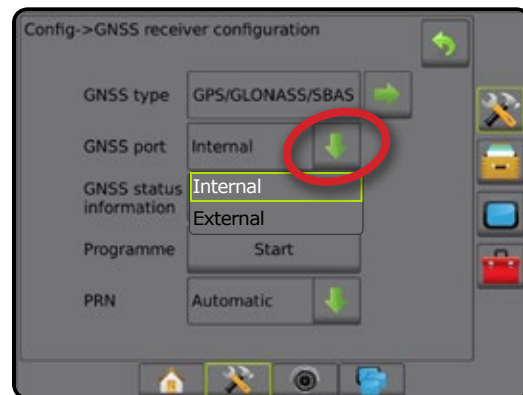 Config->GNSS receiver configuration
GNSS type GPS/GLONASS/SBAS
GNSS port Internal
GNSS status information
Internal
External
Programme Start
PRN Automatic